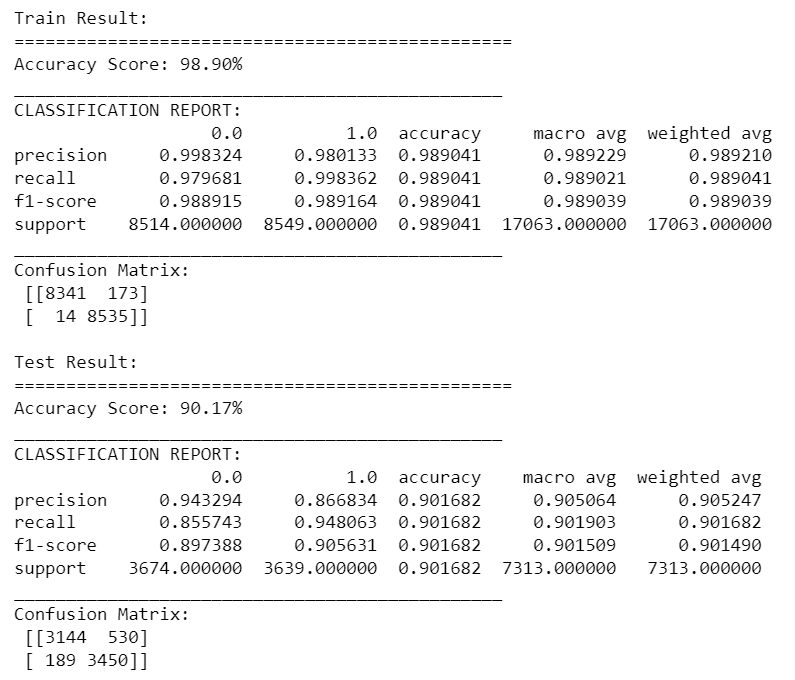 Train Result:
================================================
Accuracy Score: 98.90%
_______________________________________________
CLASSIFICATION REPORT:
                   0.0          1.0  accuracy     macro avg  weighted avg
precision     0.998324     0.980133  0.989041      0.989229      0.989210
recall        0.979681     0.998362  0.989041      0.989021      0.989041
f1-score      0.988915     0.989164  0.989041      0.989039      0.989039
support    8514.000000  8549.000000  0.989041  17063.000000  17063.000000
_______________________________________________
Confusion Matrix:
 [[8341  173]
 [  14 8535]]
Test Result:
================================================
Accuracy Score: 90.17%
_______________________________________________
CLASSIFICATION REPORT:
                   0.0          1.0  accuracy    macro avg  weighted avg
precision     0.943294     0.866834  0.901682     0.905064      0.905247
recall        0.855743     0.948063  0.901682     0.901903      0.901682
f1-score      0.897388     0.905631  0.901682     0.901509      0.901490
support    3674.000000  3639.000000  0.901682  7313.000000   7313.000000
_______________________________________________
Confusion Matrix:
 [[3144  530]
 [ 189 3450]]